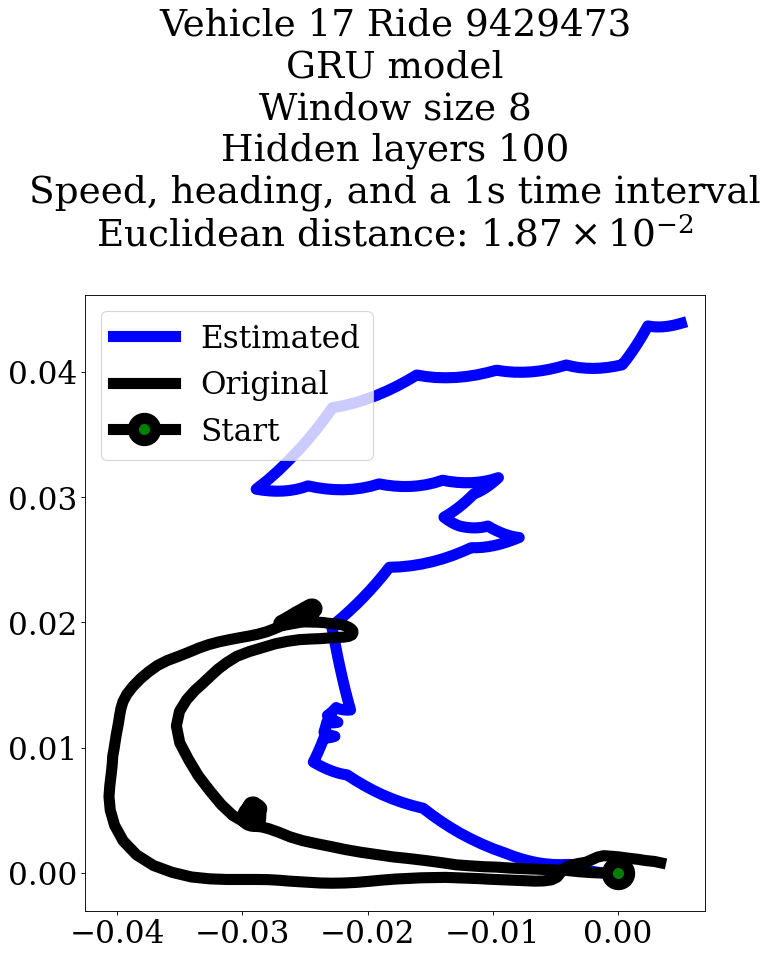 Vehicle 17 Ride 9429473
GRU model
Window size 8
Hidden layers 100
Speed, heading, and a 1s time interval
Euclidean distance: 1.87 × 10⁻²
Estimated
Original
Start
0.04
0.03
0.02
0.01
0.00
−0.04 −0.03 −0.02 −0.01 0.00